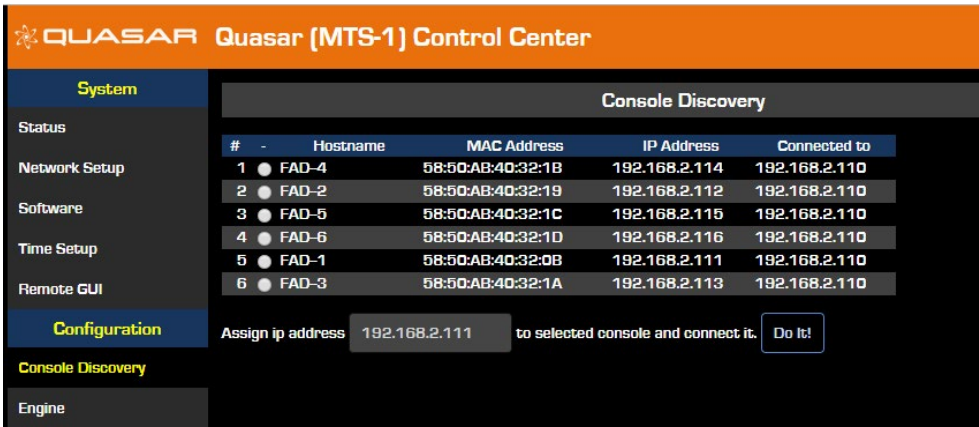 QUASAR Quasar (MTS-1) Control Center
System
Status
Network Setup
Software
Time Setup
Remote GUI
Configuration
Console Discovery
Engine
Console Discovery
# - Hostname MAC Address IP Address Connected to
1 FAD-4 58:50:AB:40:32:1B 192.168.2.114 192.168.2.110
2 FAD-2 58:50:AB:40:32:19 192.168.2.112 192.168.2.110
3 FAD-5 58:50:AB:40:32:1C 192.168.2.115 192.168.2.110
4 FAD-6 58:50:AB:40:32:1D 192.168.2.116 192.168.2.110
5 FAD-1 58:50:AB:40:32:0B 192.168.2.111 192.168.2.110
6 FAD-3 58:50:AB:40:32:1A 192.168.2.113 192.168.2.110
Assign ip address 192.168.2.111 to selected console and connect it. Do It!